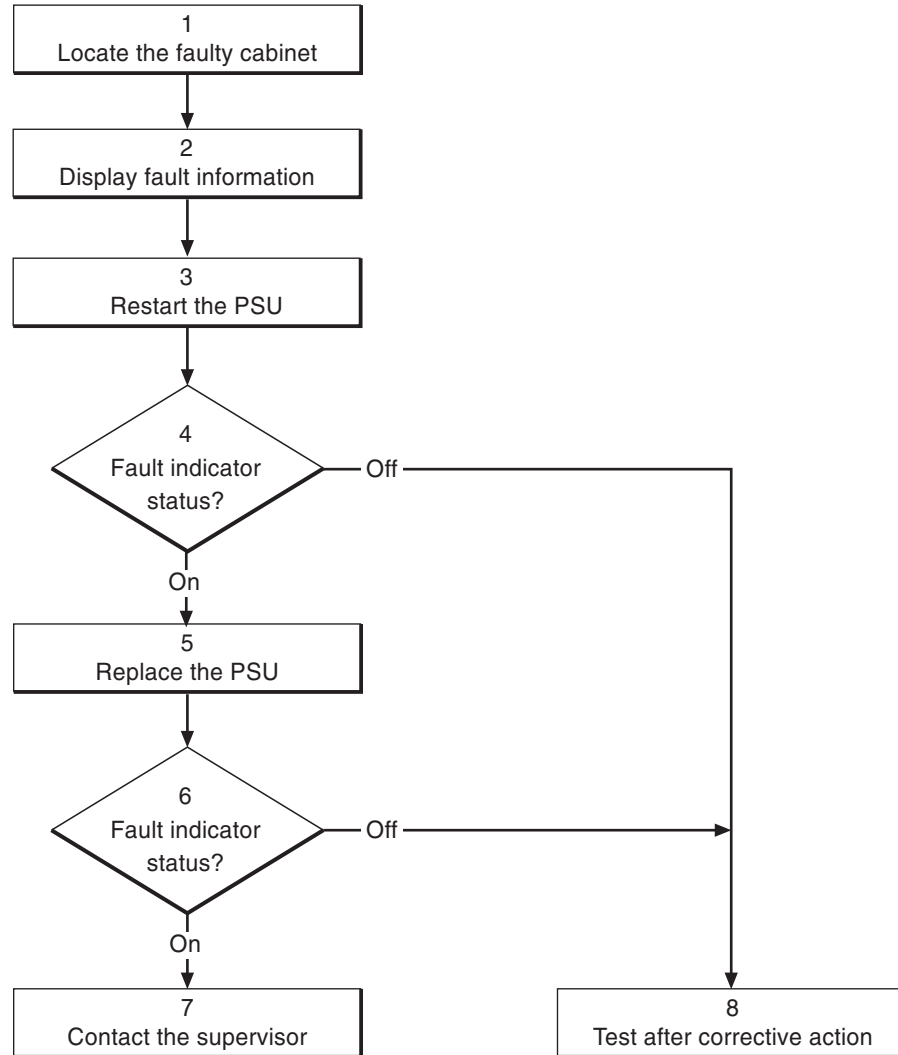 1
Locate the faulty cabinet
2
Display fault information
3
Restart the PSU
4
Fault indicator
status?
Off
On
5
Replace the PSU
6
Fault indicator
status?
Off
On
7
Contact the supervisor
8
Test after corrective action